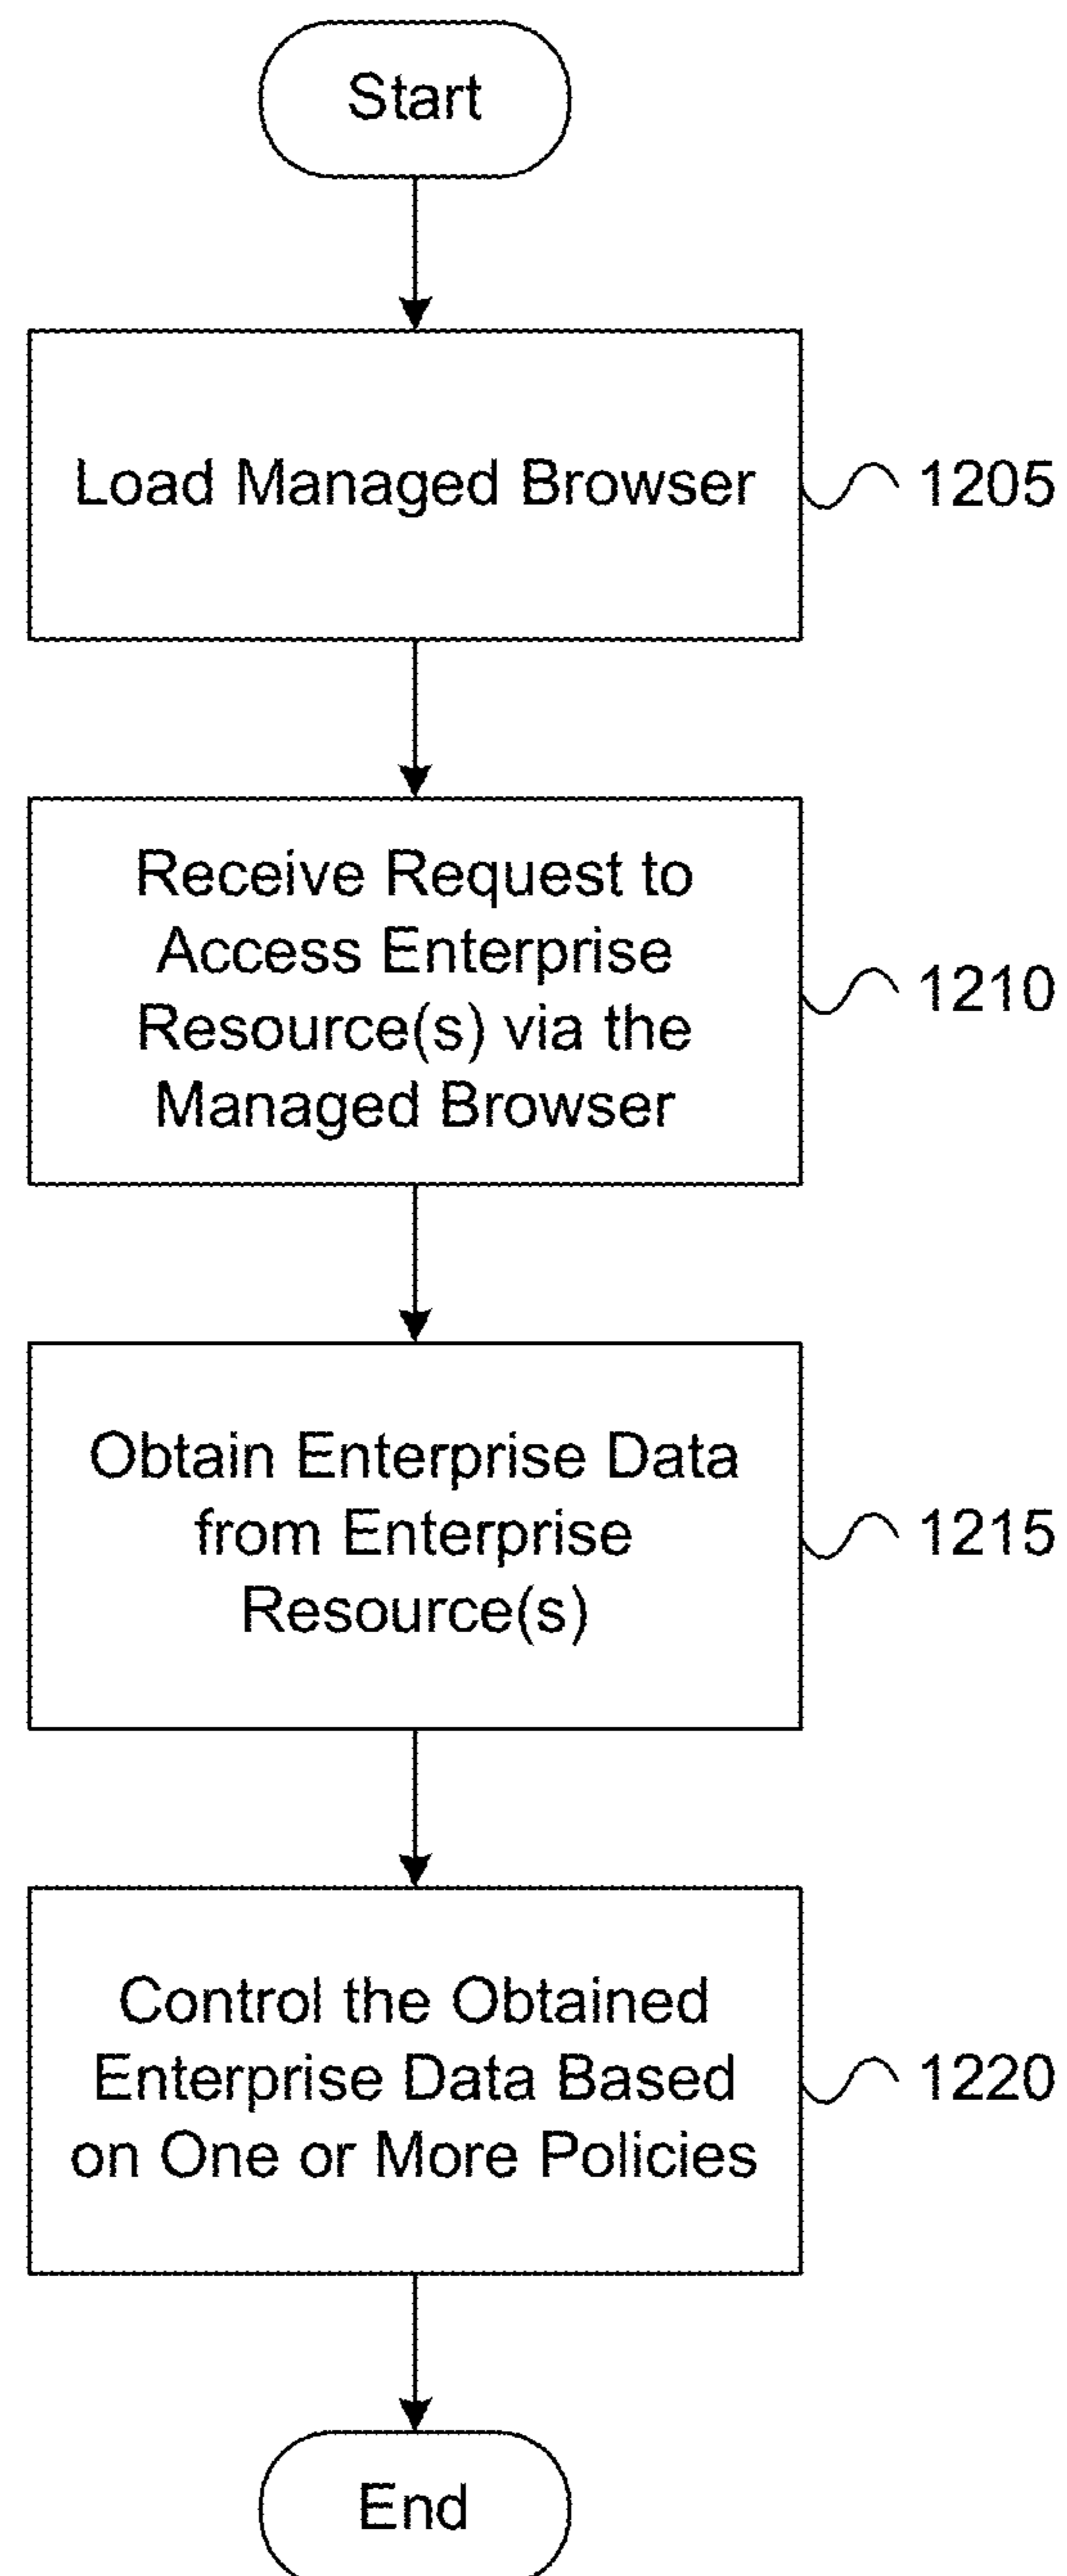 Start
Load Managed Browser
1205
Receive Request to
Access Enterprise
Resource(s) via the
Managed Browser
1210
Obtain Enterprise Data
from Enterprise
Resource(s)
1215
Control the Obtained
Enterprise Data Based
on One or More Policies
1220
End